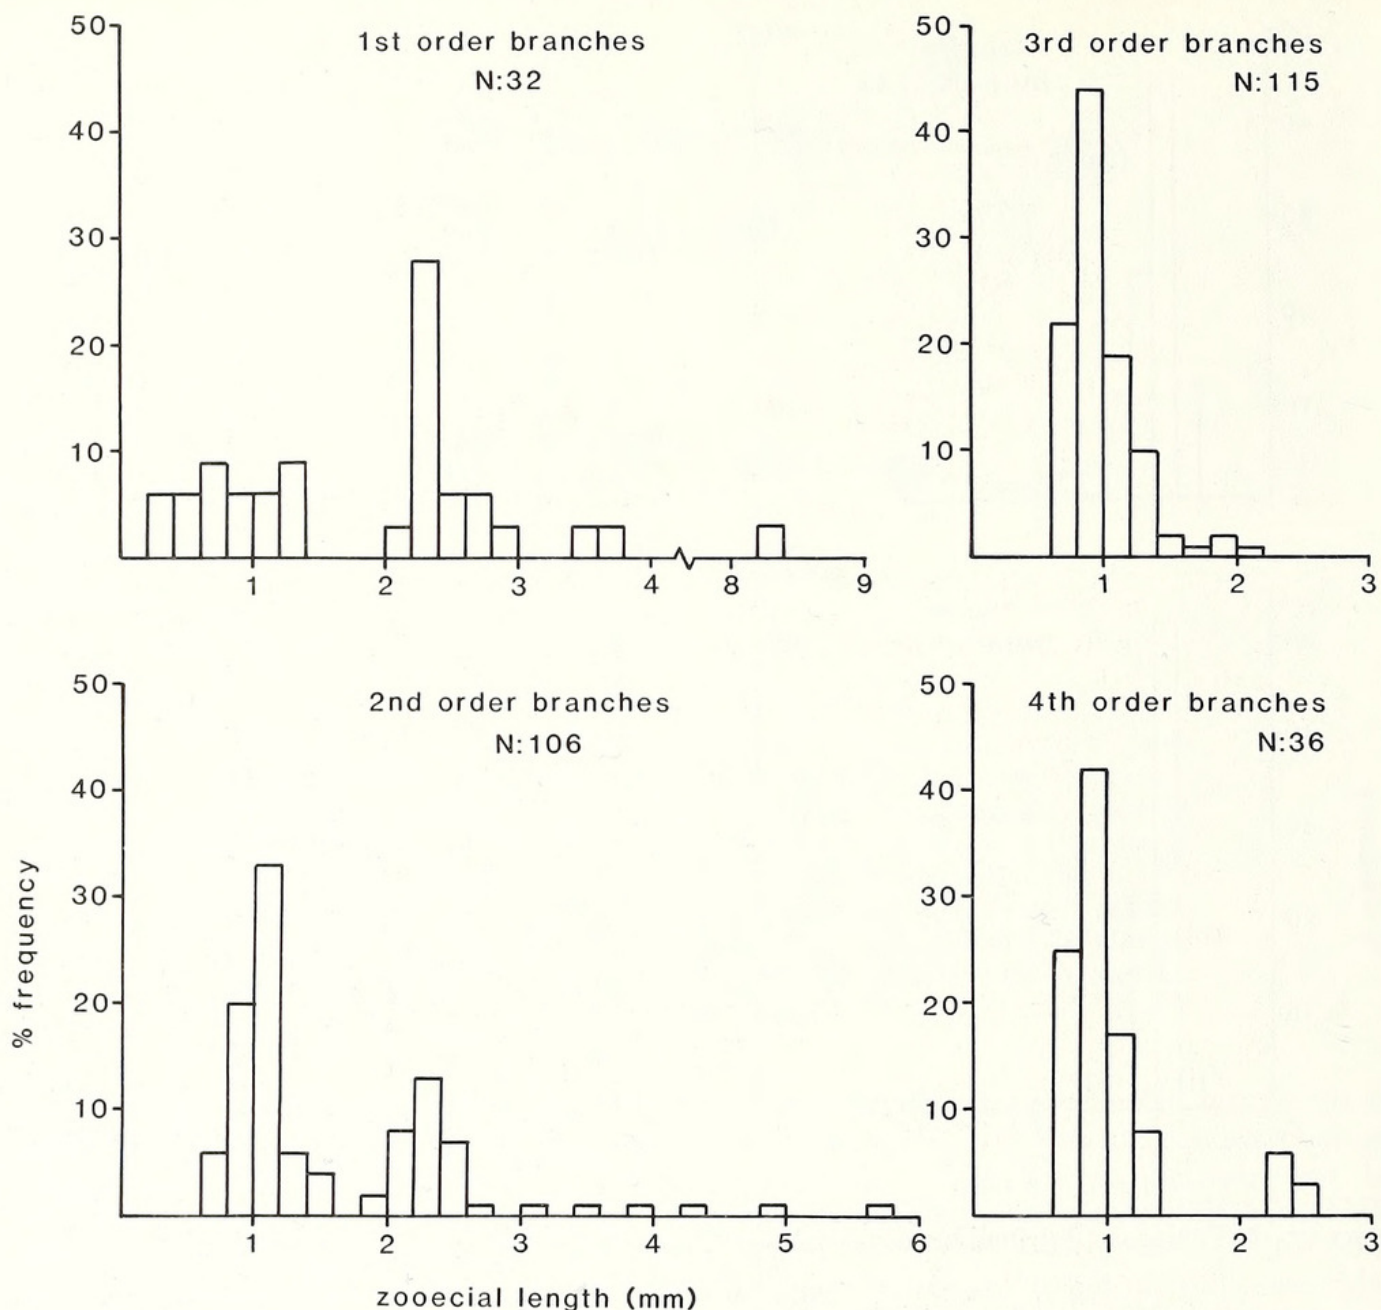 1st order branches
N:32
50
40
30
20
10
1 2 3 4 8 9
3rd order branches
N:115
50
40
30
20
10
1 2 3
2nd order branches
N:106
50
40
30
20
10
1 2 3 4 5 6
4th order branches
N:36
50
40
30
20
10
1 2 3
% frequency
zooecial length (mm)